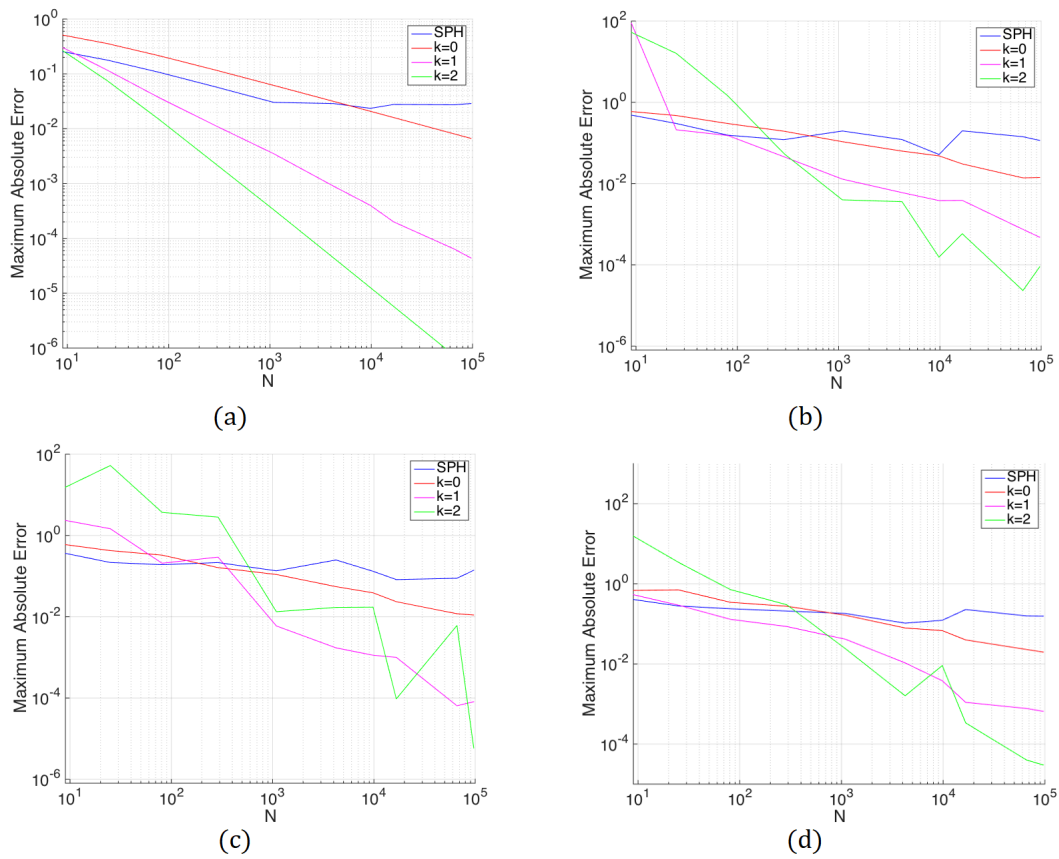 10^0
10^-1
10^-2
10^-3
10^-4
10^-5
10^-6
Maximum Absolute Error
10^1 10^2 10^3 10^4 10^5
N
SPH
k=0
k=1
k=2
(a)
10^2
10^0
10^-2
10^-4
10^-6
Maximum Absolute Error
10^1 10^2 10^3 10^4 10^5
N
SPH
k=0
k=1
k=2
(b)
10^2
10^0
10^-2
10^-4
10^-6
Maximum Absolute Error
10^1 10^2 10^3 10^4 10^5
N
SPH
k=0
k=1
k=2
(c)
10^2
10^0
10^-2
10^-4
Maximum Absolute Error
10^1 10^2 10^3 10^4 10^5
N
SPH
k=0
k=1
k=2
(d)